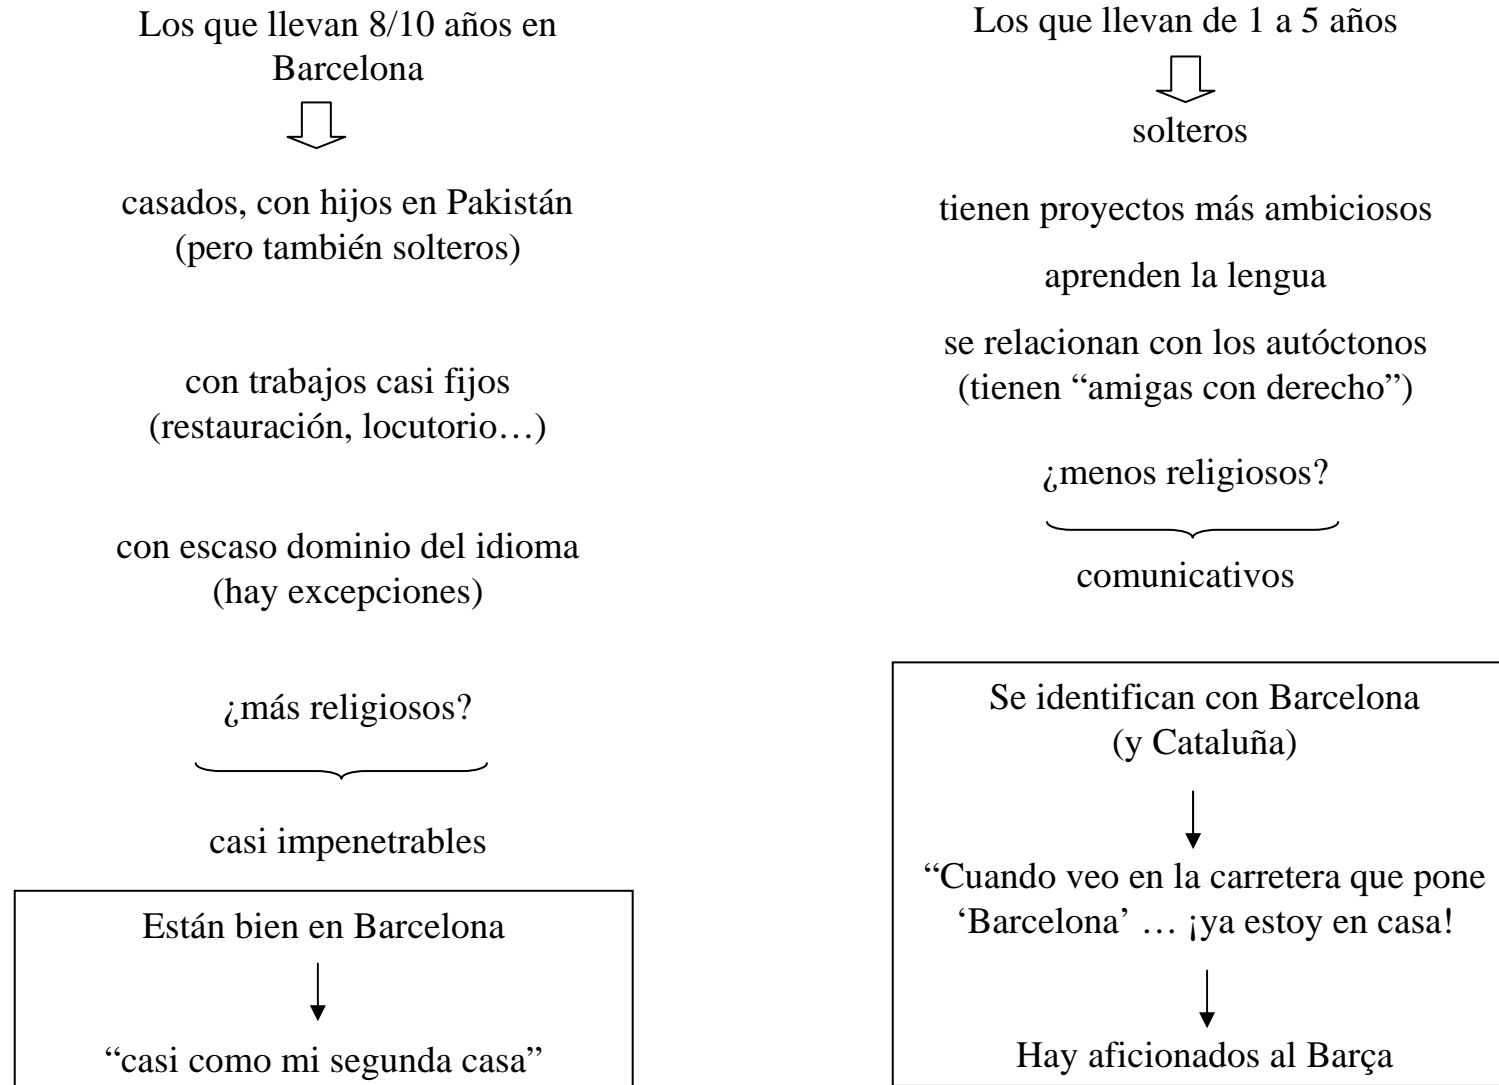 Los que llevan 8/10 años en
Barcelona
casados, con hijos en Pakistán
(pero también solteros)
con trabajos casi fijos
(restauración, locutorio…)
con escaso dominio del idioma
(hay excepciones)
¿más religiosos?
casi impenetrables
Están bien en Barcelona
“casi como mi segunda casa”
Los que llevan de 1 a 5 años
solteros
tienen proyectos más ambiciosos
aprenden la lengua
se relacionan con los autóctonos
(tienen “amigas con derecho”)
¿menos religiosos?
comunicativos
Se identifican con Barcelona
(y Cataluña)
“Cuando veo en la carretera que pone
‘Barcelona’ … ¡ya estoy en casa!
Hay aficionados al Barça